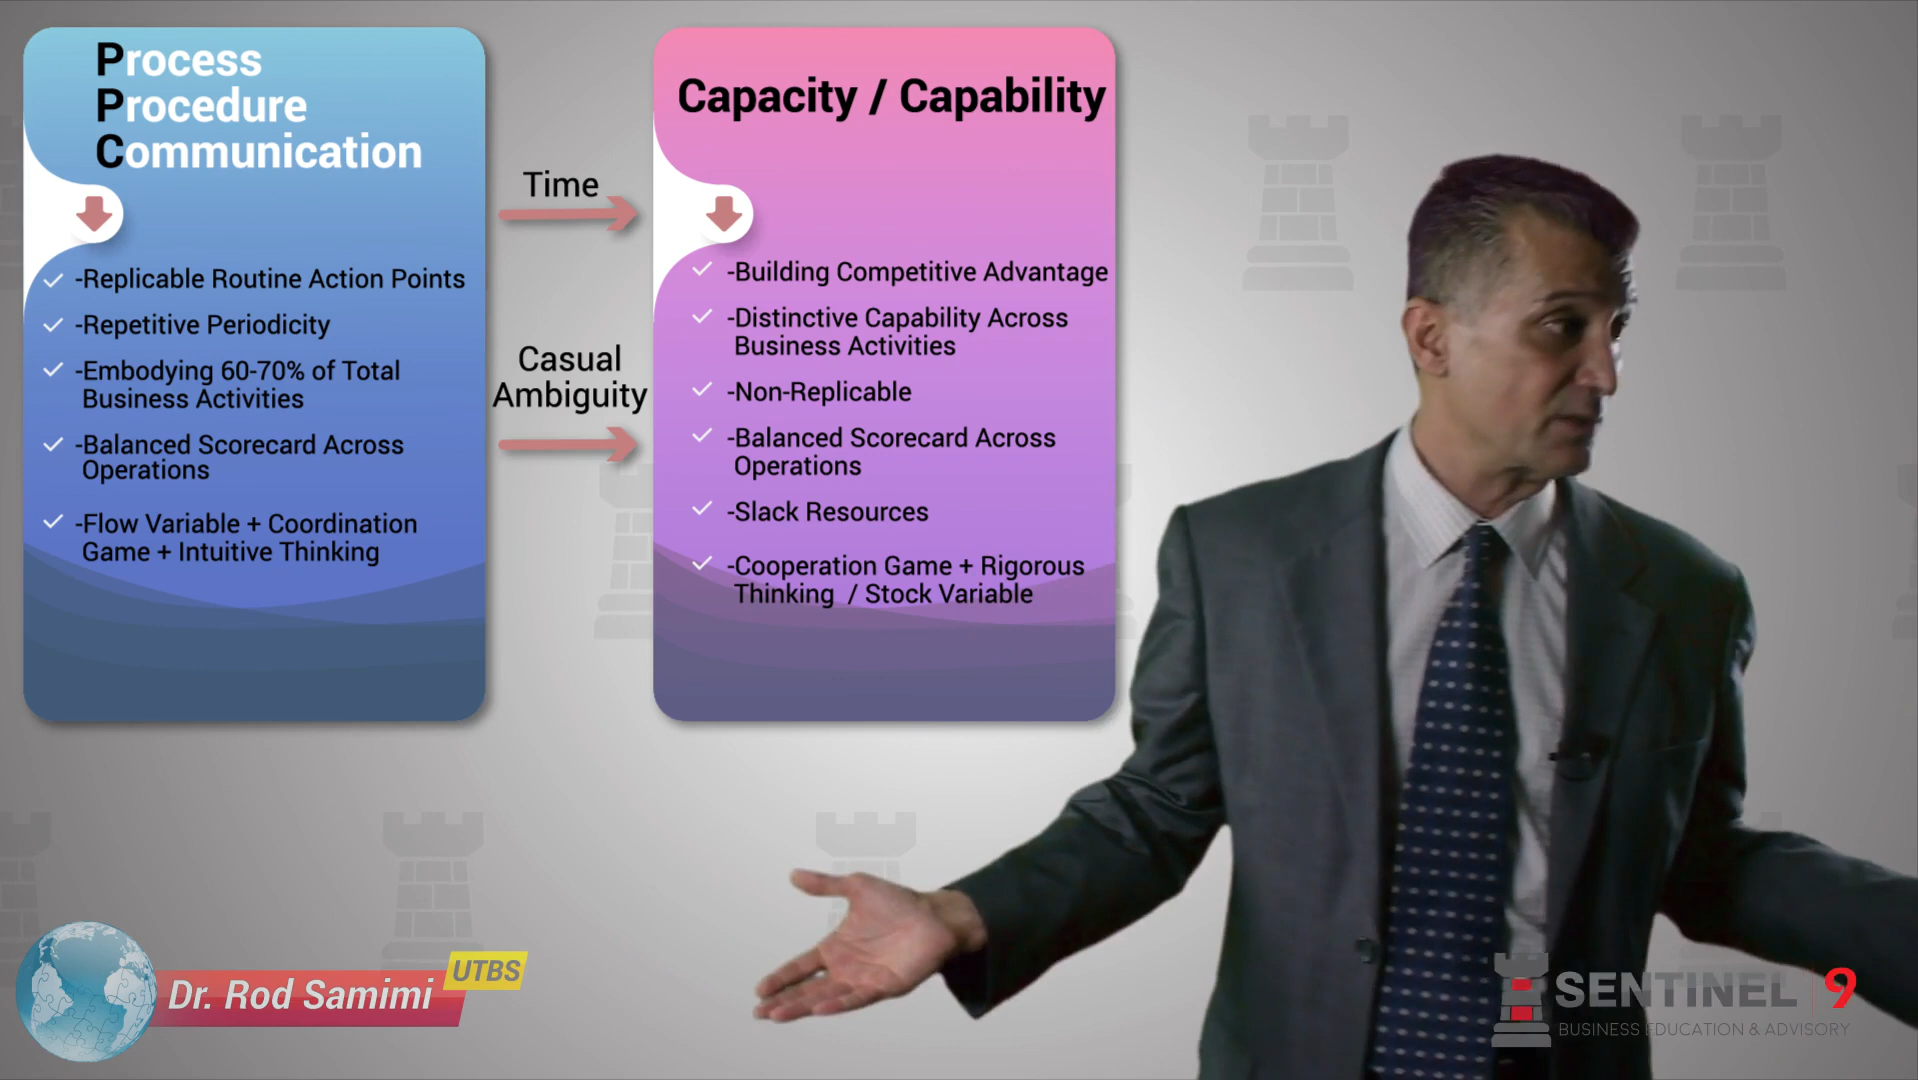 Process
Procedure
Communication
-Replicable Routine Action Points
-Repetitive Periodicity
-Embodying 60-70% of Total
Business Activities
-Balanced Scorecard Across
Operations
-Flow Variable + Coordination
Game + Intuitive Thinking
Time
Casual
Ambiguity
Capacity / Capability
-Building Competitive Advantage
-Distinctive Capability Across
Business Activities
-Non-Replicable
-Balanced Scorecard Across
Operations
-Slack Resources
-Cooperation Game + Rigorous
Thinking / Stock Variable
Dr. Rod Samimi
UTBS
SENTINEL 9
BUSINESS EDUCATION & ADVISORY